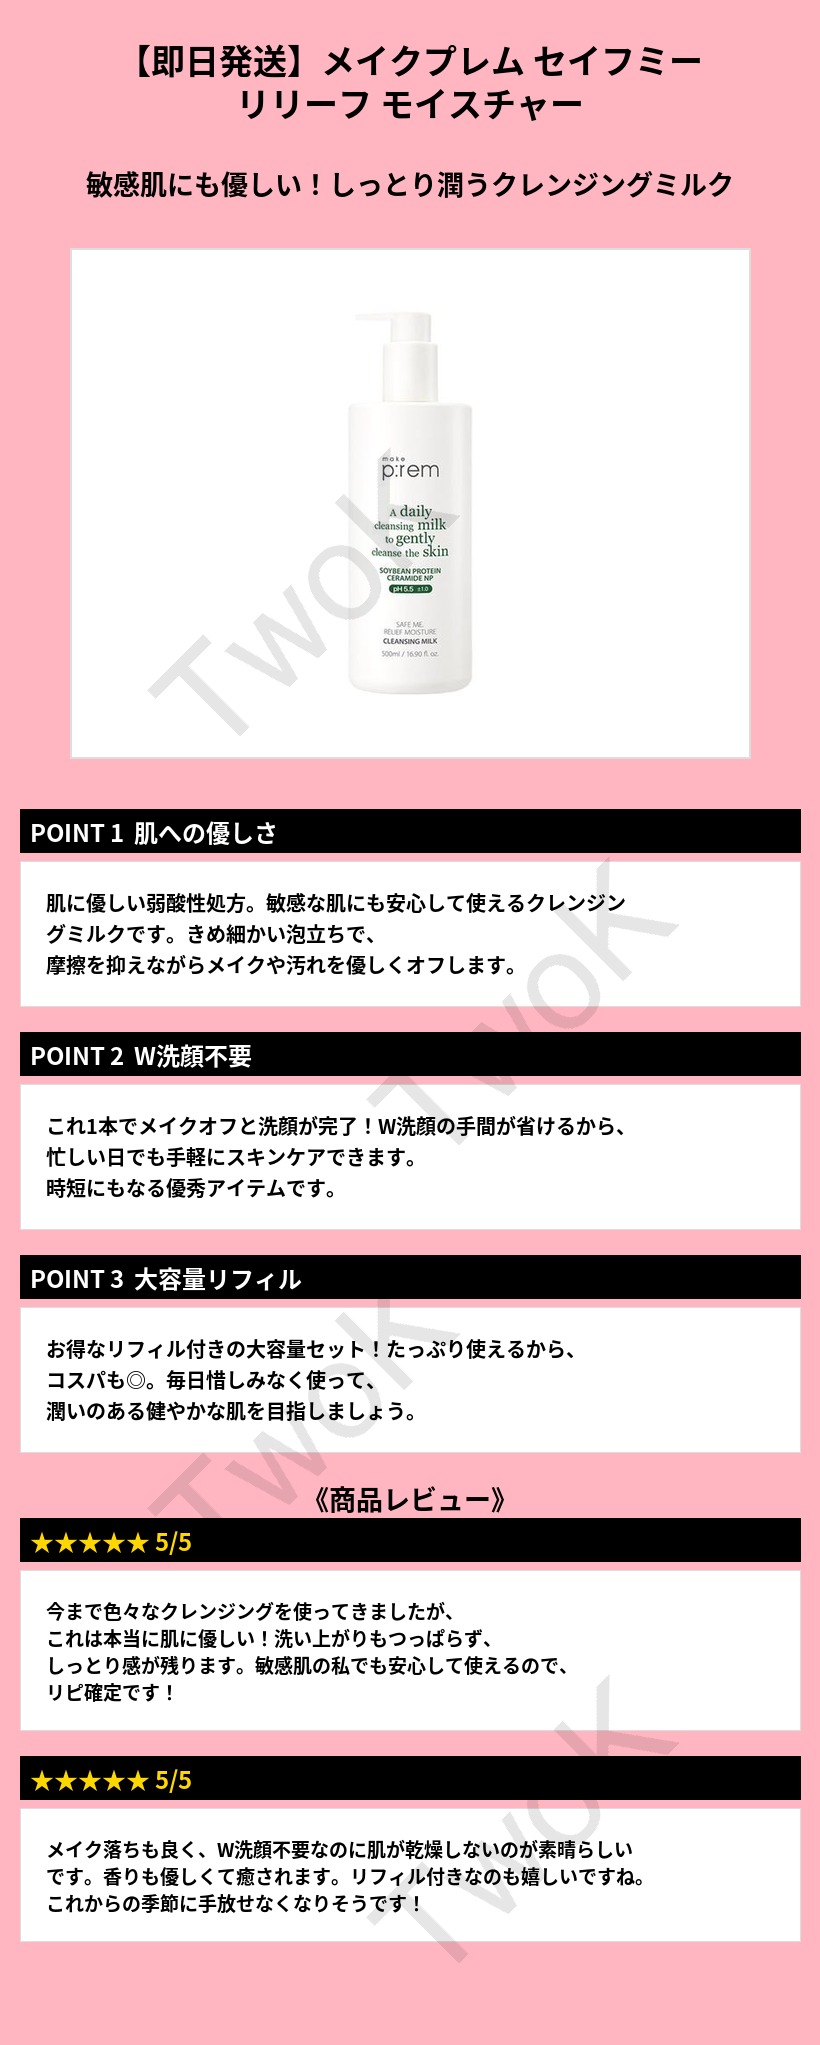 【即日発送】メイクプレム セイフミー
リリーフ モイスチャー
敏感肌にも優しい！しっとり潤うクレンジングミルク
make
p:rem
A daily
cleansing milk
to gently
cleanse the skin
SOYBEAN PROTEIN
CERAMIDE NP
pH 5.5 ±1.0
SAFE ME.
RELIEF MOISTURE
CLEANSING MILK
500ml / 16.90 fl. oz.
TwoK
POINT 1 肌への優しさ
肌に優しい弱酸性処方。敏感な肌にも安心して使えるクレンジン
グミルクです。きめ細かい泡立ちで、
摩擦を抑えながらメイクや汚れを優しくオフします。
TwoK
POINT 2 W洗顔不要
これ1本でメイクオフと洗顔が完了！W洗顔の手間が省けるから、
忙しい日でも手軽にスキンケアできます。
時短にもなる優秀アイテムです。
POINT 3 大容量リフィル
お得なリフィル付きの大容量セット！たっぷり使えるから、
コスパも◎。毎日惜しみなく使って、
潤いのある健やかな肌を目指しましょう。
TwoK
《商品レビュー》
★★★★★ 5/5
今まで色々なクレンジングを使ってきましたが、
これは本当に肌に優しい！洗い上がりもつっぱらず、
しっとり感が残ります。敏感肌の私でも安心して使えるので、
リピ確定です！
★★★★★ 5/5
メイク落ちも良く、W洗顔不要なのに肌が乾燥しないのが素晴らしい
です。香りも優しくて癒されます。リフィル付きなのも嬉しいですね。
これからの季節に手放せなくなりそうです！
TwoK